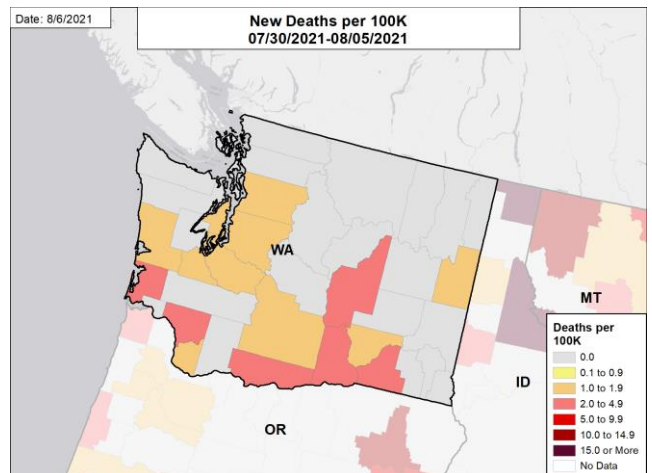 Date: 8/6/2021
New Deaths per 100K
07/30/2021-08/05/2021
WA
MT
ID
OR
Deaths per
100K
0.0
0.1 to 0.9
1.0 to 1.9
2.0 to 4.9
5.0 to 9.9
10.0 to 14.9
15.0 or More
No Data